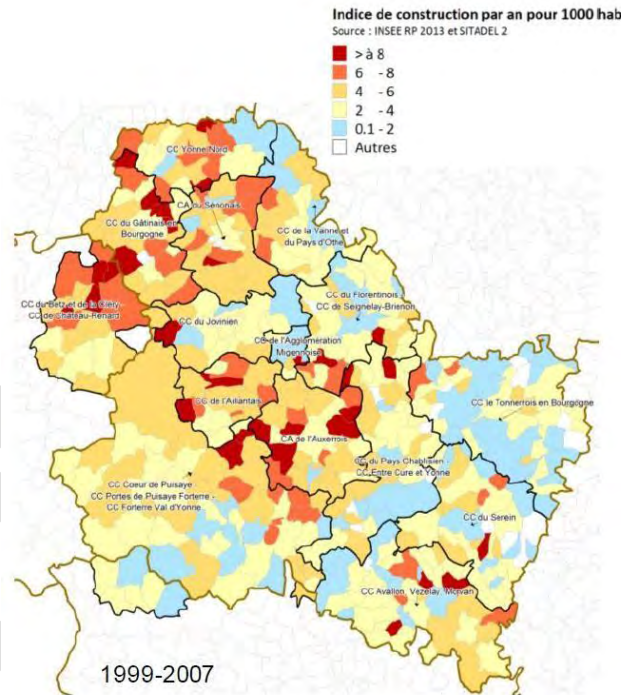 Indice de construction par an pour 1000 hab
Source : INSEE RP 2013 et SITADEL 2
> à 8
6 - 8
4 - 6
2 - 4
0.1 - 2
Autres
CC Yonne Nord
CA du Sénonais
CC du Gâtinais en
Bourgogne
CC de la Vanne et
du Pays d'Othe
CC du Betz et de la Cléry
CC de Château-Renard
CC du Florentinois -
CC de Seignelay-Brienon
CC du Jovinien
CC de l'Agglomération
Migennoise
CC de l'Aillantais
CC le Tonnerrois en Bourgogne
CA de l'Auxerrois
CC du Pays Chablisien -
CC Entre Cure et Yonne
CC Coeur de Puisaye
CC Portes de Puisaye Forterre -
CC Forterre Val d'Yonne
CC du Serein
CC Avallon, Vezelay, Morvan
1999-2007